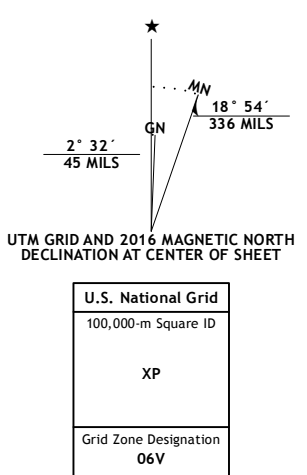 ★
MN
GN
18° 54´
336 MILS
2° 32´
45 MILS
UTM GRID AND 2016 MAGNETIC NORTH
DECLINATION AT CENTER OF SHEET
U.S. National Grid
100,000-m Square ID
XP
Grid Zone Designation
06V